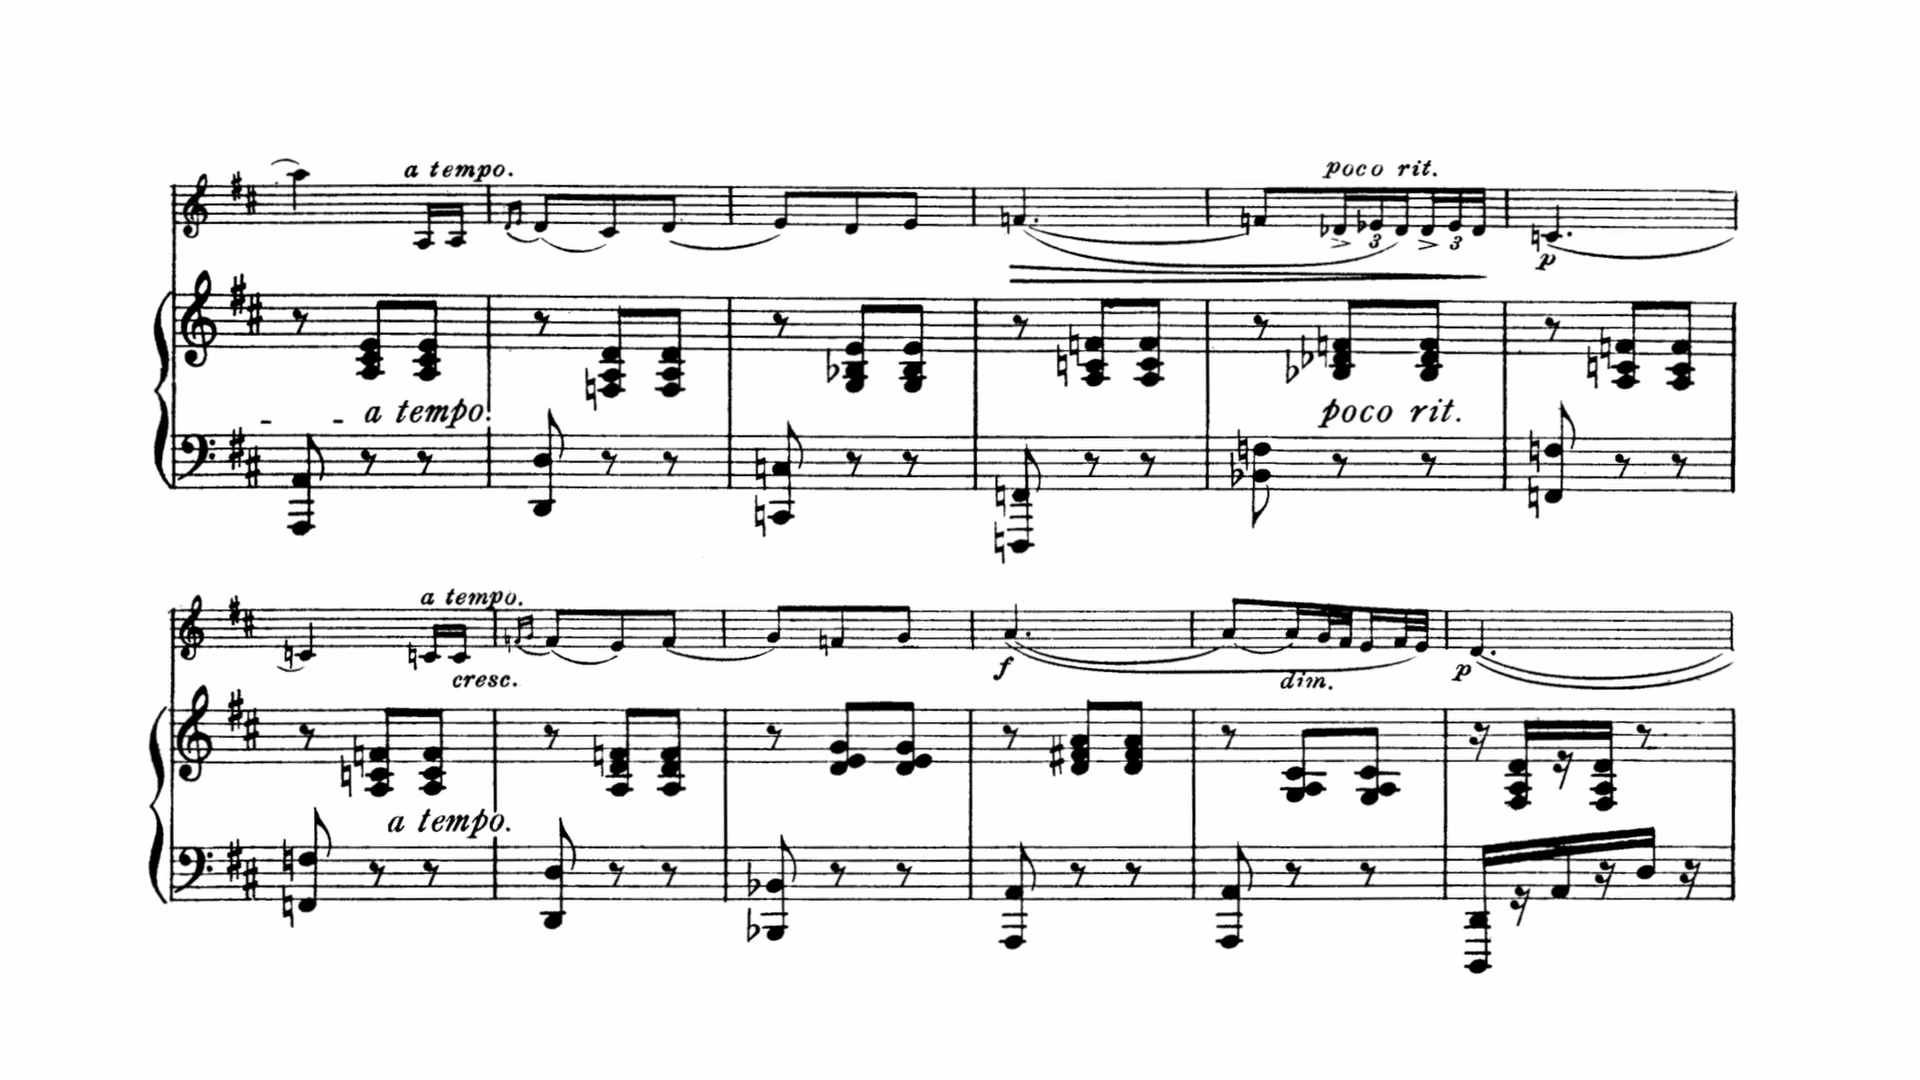 a tempo.
poco rit.
3 3
p
a tempo.
poco rit.
a tempo.
cresc.
f
dim.
p
a tempo.